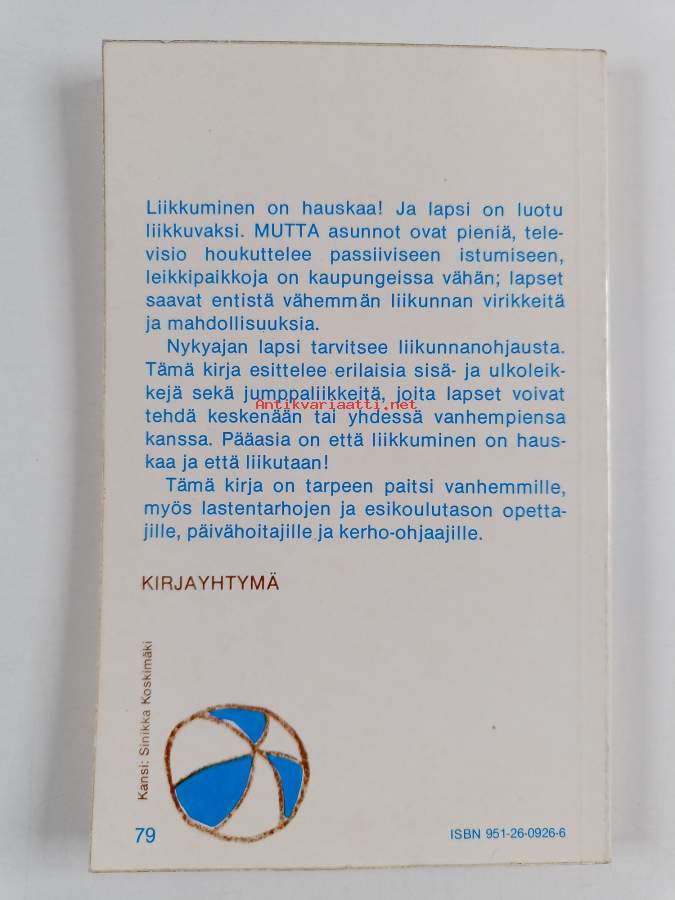 Liikkuminen on hauskaa! Ja lapsi on luotu
liikkuvaksi. MUTTA asunnot ovat pieniä, tele-
visio houkuttelee passiiviseen istumiseen,
leikkipaikkoja on kaupungeissa vähän; lapset
saavat entistä vähemmän liikunnan virikkeitä
ja mahdollisuuksia.
Nykyajan lapsi tarvitsee liikunnanohjausta.
Tämä kirja esittelee erilaisia sisä- ja ulkoleik-
kejä sekä jumppaliikkeitä, joita lapset voivat
Antikvariaatti.net
tehdä keskenään tai yhdessä vanhempiensa
kanssa. Pääasia on että liikkuminen on haus-
kaa ja että liikutaan!
Tämä kirja on tarpeen paitsi vanhemmille,
myös lastentarhojen ja esikoulutason opetta-
jille, päivähoitajille ja kerho-ohjaajille.
KIRJAYHTYMÄ
Kansi: Sinikka Koskimäki
79
ISBN 951-26-0926-6